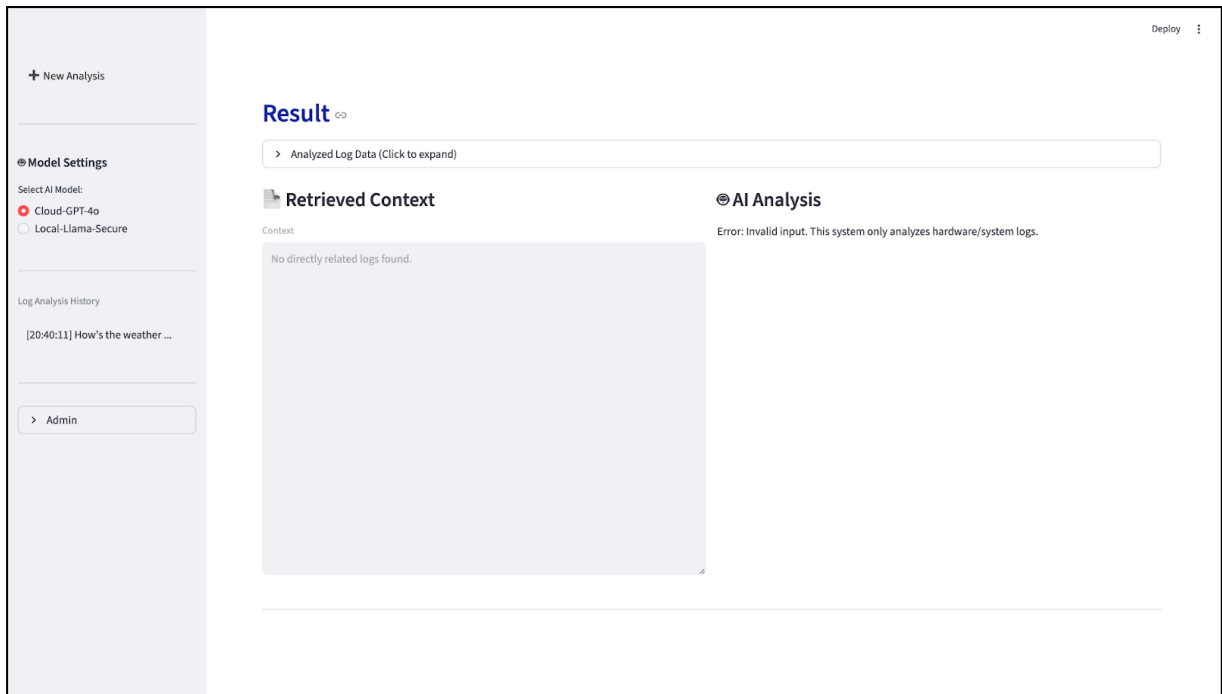 Deploy
New Analysis
Model Settings
Select AI Model:
Cloud-GPT-4o
Local-Llama-Secure
Log Analysis History
[20:40:11] How's the weather ...
Admin
Result
Analyzed Log Data (Click to expand)
Retrieved Context
Context
No directly related logs found.
AI Analysis
Error: Invalid input. This system only analyzes hardware/system logs.